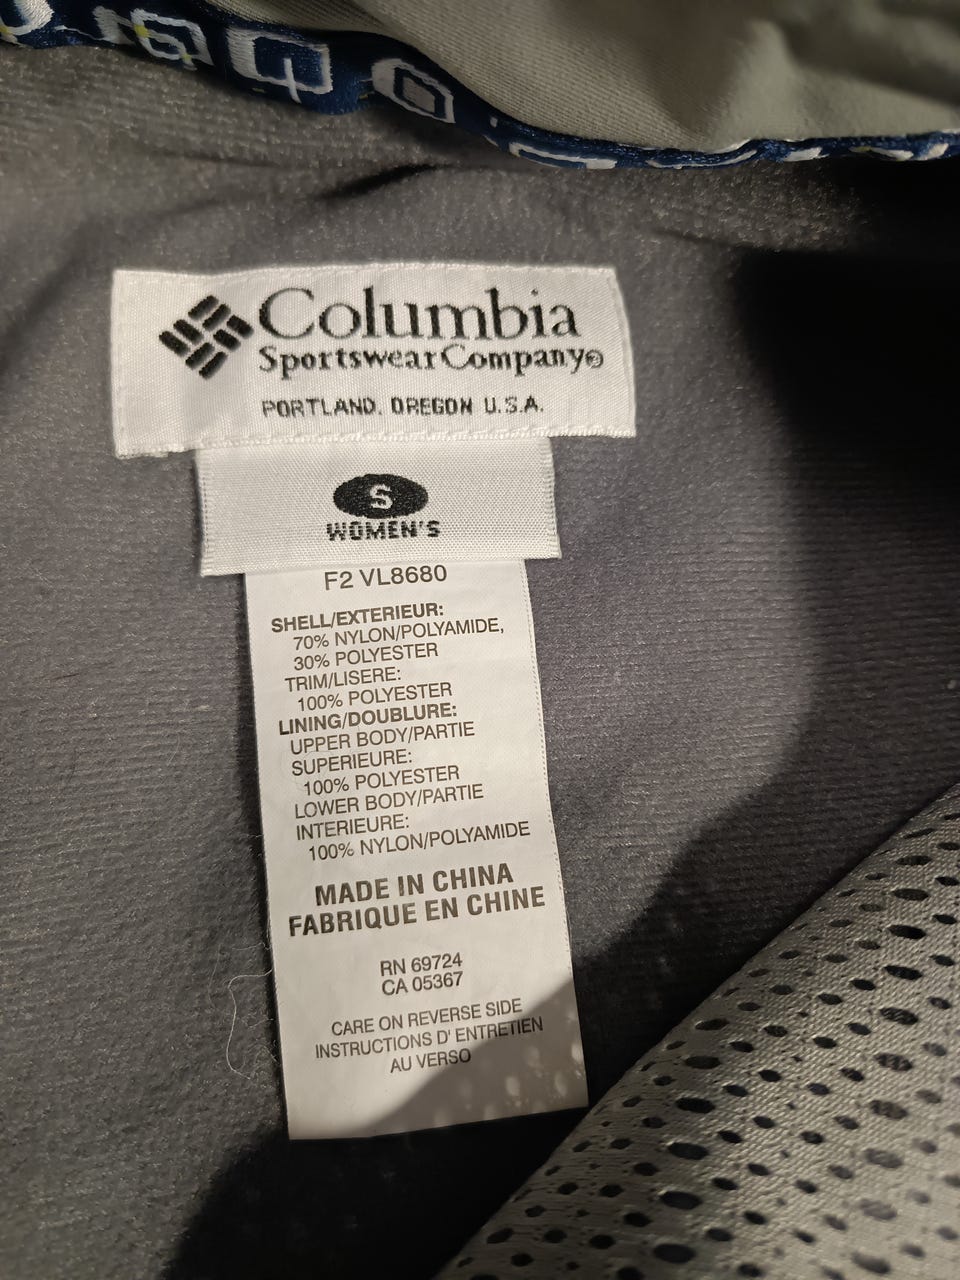 Columbia
Sportswear Company®
PORTLAND, OREGON U.S.A.
S
WOMEN'S
F2 VL8680
SHELL/EXTERIEUR:
70% NYLON/POLYAMIDE,
30% POLYESTER
TRIM/LISERE:
100% POLYESTER
LINING/DOUBLURE:
UPPER BODY/PARTIE
SUPERIEURE:
100% POLYESTER
LOWER BODY/PARTIE
INTERIEURE:
100% NYLON/POLYAMIDE
MADE IN CHINA
FABRIQUE EN CHINE
RN 69724
CA 05367
CARE ON REVERSE SIDE
INSTRUCTIONS D' ENTRETIEN
AU VERSO